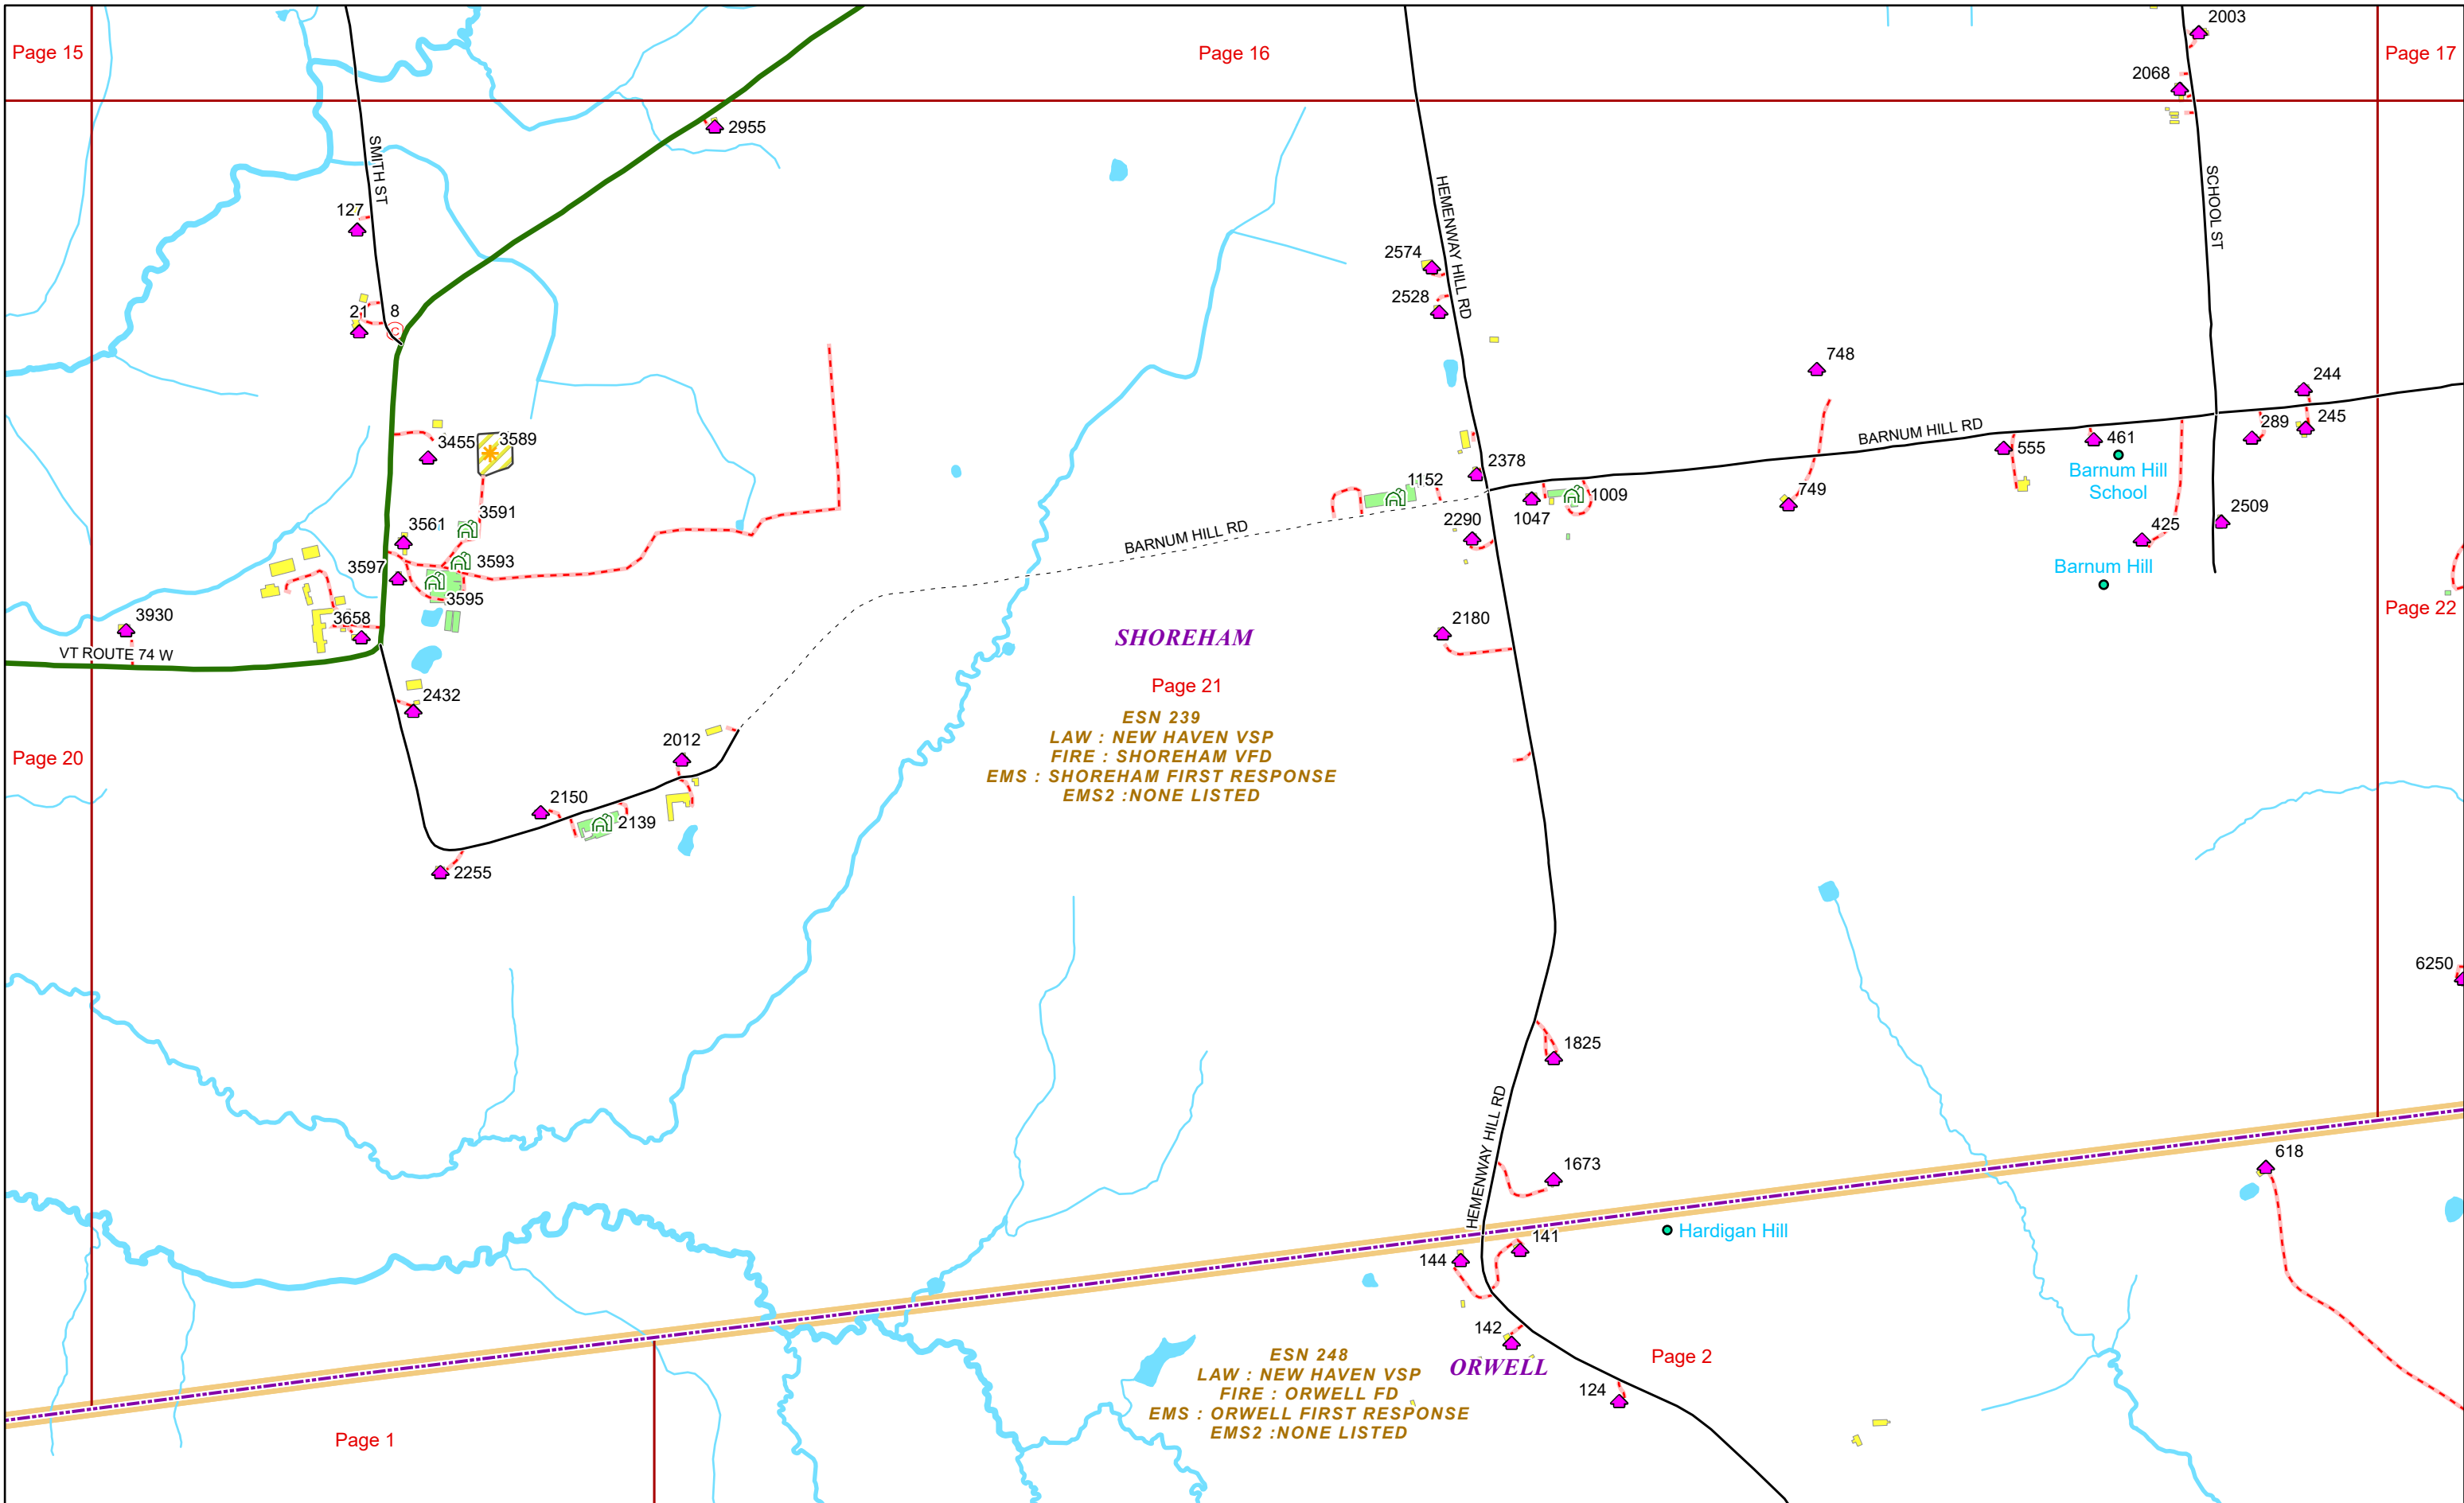 Page 15
Page 16
Page 17
2003
2068
2955
SMITH ST
HEMENWAY HILL RD
SCHOOL ST
127
2574
2528
21
8
748
244
245
289
BARNUM HILL RD
555
461
Barnum Hill
School
3455
3589
2378
1152
1009
1047
749
2509
425
3591
3561
3593
2290
BARNUM HILL RD
Barnum Hill
3597
3595
3930
3658
VT ROUTE 74 W
2180
Page 22
SHOREHAM
Page 21
2432
ESN 239
LAW : NEW HAVEN VSP
FIRE : SHOREHAM VFD
EMS : SHOREHAM FIRST RESPONSE
EMS2 :NONE LISTED
Page 20
2012
2150
2139
2255
6250
1825
HEMENWAY HILL RD
1673
618
141
Hardigan Hill
144
142
ORWELL
Page 2
ESN 248
LAW : NEW HAVEN VSP
FIRE : ORWELL FD
EMS : ORWELL FIRST RESPONSE
EMS2 :NONE LISTED
124
Page 1